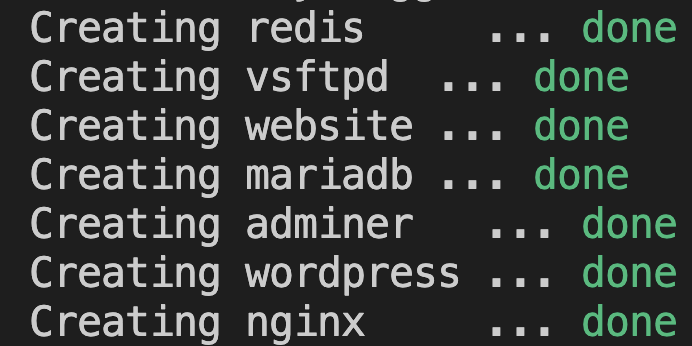 Creating redis     ... done
Creating vsftpd  ... done
Creating website ... done
Creating mariadb ... done
Creating adminer   ... done
Creating wordpress ... done
Creating nginx     ... done